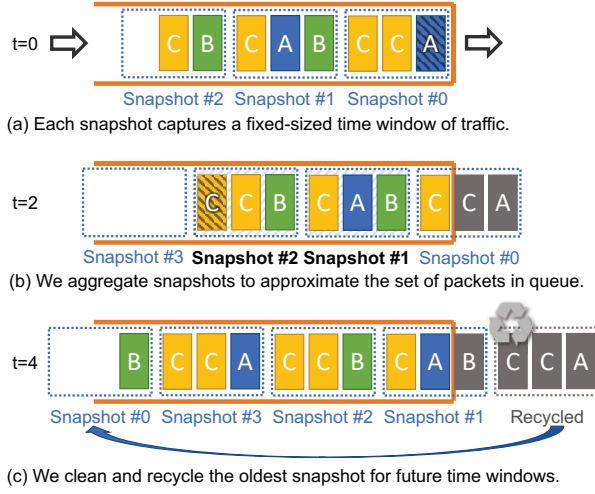 t=0
C B C A B C C A
Snapshot #2 Snapshot #1 Snapshot #0
(a) Each snapshot captures a fixed-sized time window of traffic.
t=2
C C B C A B C C A
Snapshot #3 Snapshot #2 Snapshot #1 Snapshot #0
(b) We aggregate snapshots to approximate the set of packets in queue.
t=4
B C C A C C B C A B C C A
Snapshot #0 Snapshot #3 Snapshot #2 Snapshot #1 Recycled
(c) We clean and recycle the oldest snapshot for future time windows.